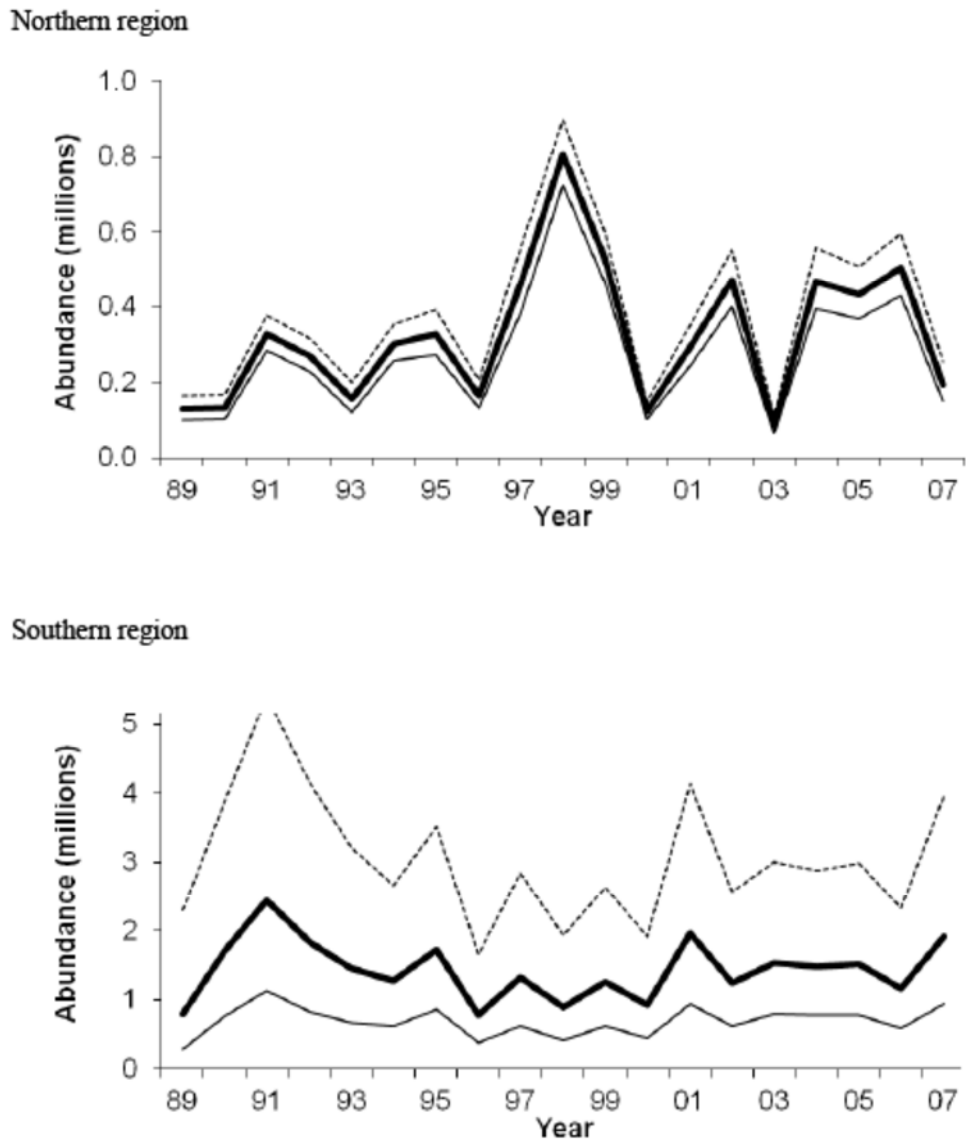 Northern region
1.0
0.8
0.6
0.4
0.2
0.0
Abundance (millions)
89 91 93 95 97 99 01 03 05 07
Year
Southern region
5
4
3
2
1
0
Abundance (millions)
89 91 93 95 97 99 01 03 05 07
Year